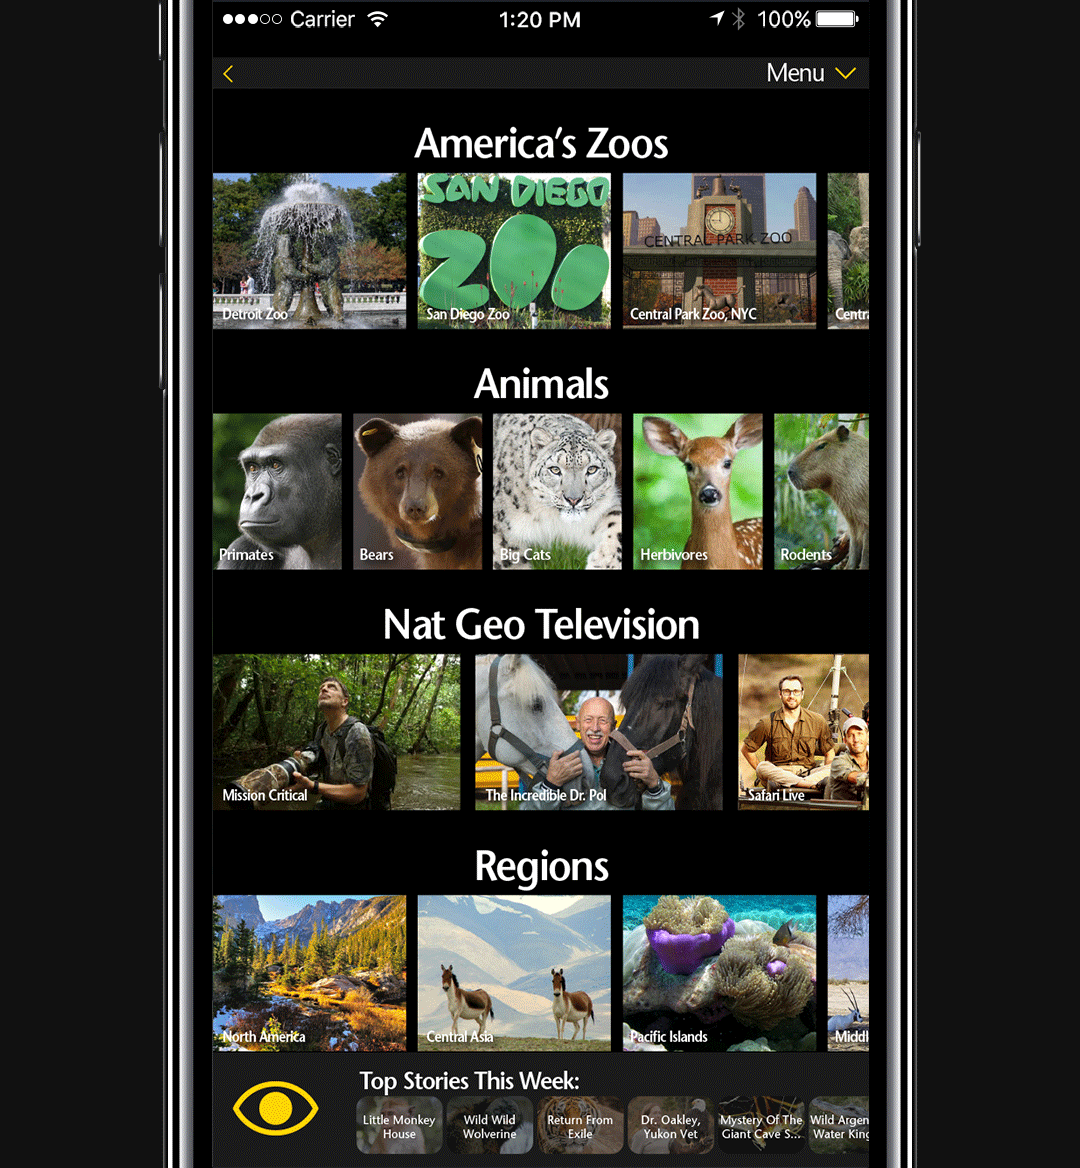 Carrier 1:20 PM 100%
Menu
America's Zoos
SAN DIEGO
ZOO
CENTRAL PARK ZOO
Detroit Zoo
San Diego Zoo
Central Park Zoo, NYC
Centra
Animals
Primates
Bears
Big Cats
Herbivores
Rodents
Nat Geo Television
Mission Critical
The Incredible Dr. Pol
Safari Live
Regions
North America
Central Asia
Pacific Islands
Middl
Top Stories This Week:
Little Monkey
House
Wild Wild
Wolverine
Return From
Exile
Dr. Oakley,
Yukon Vet
Mystery Of The
Giant Cave S...
Wild Argen
Water King